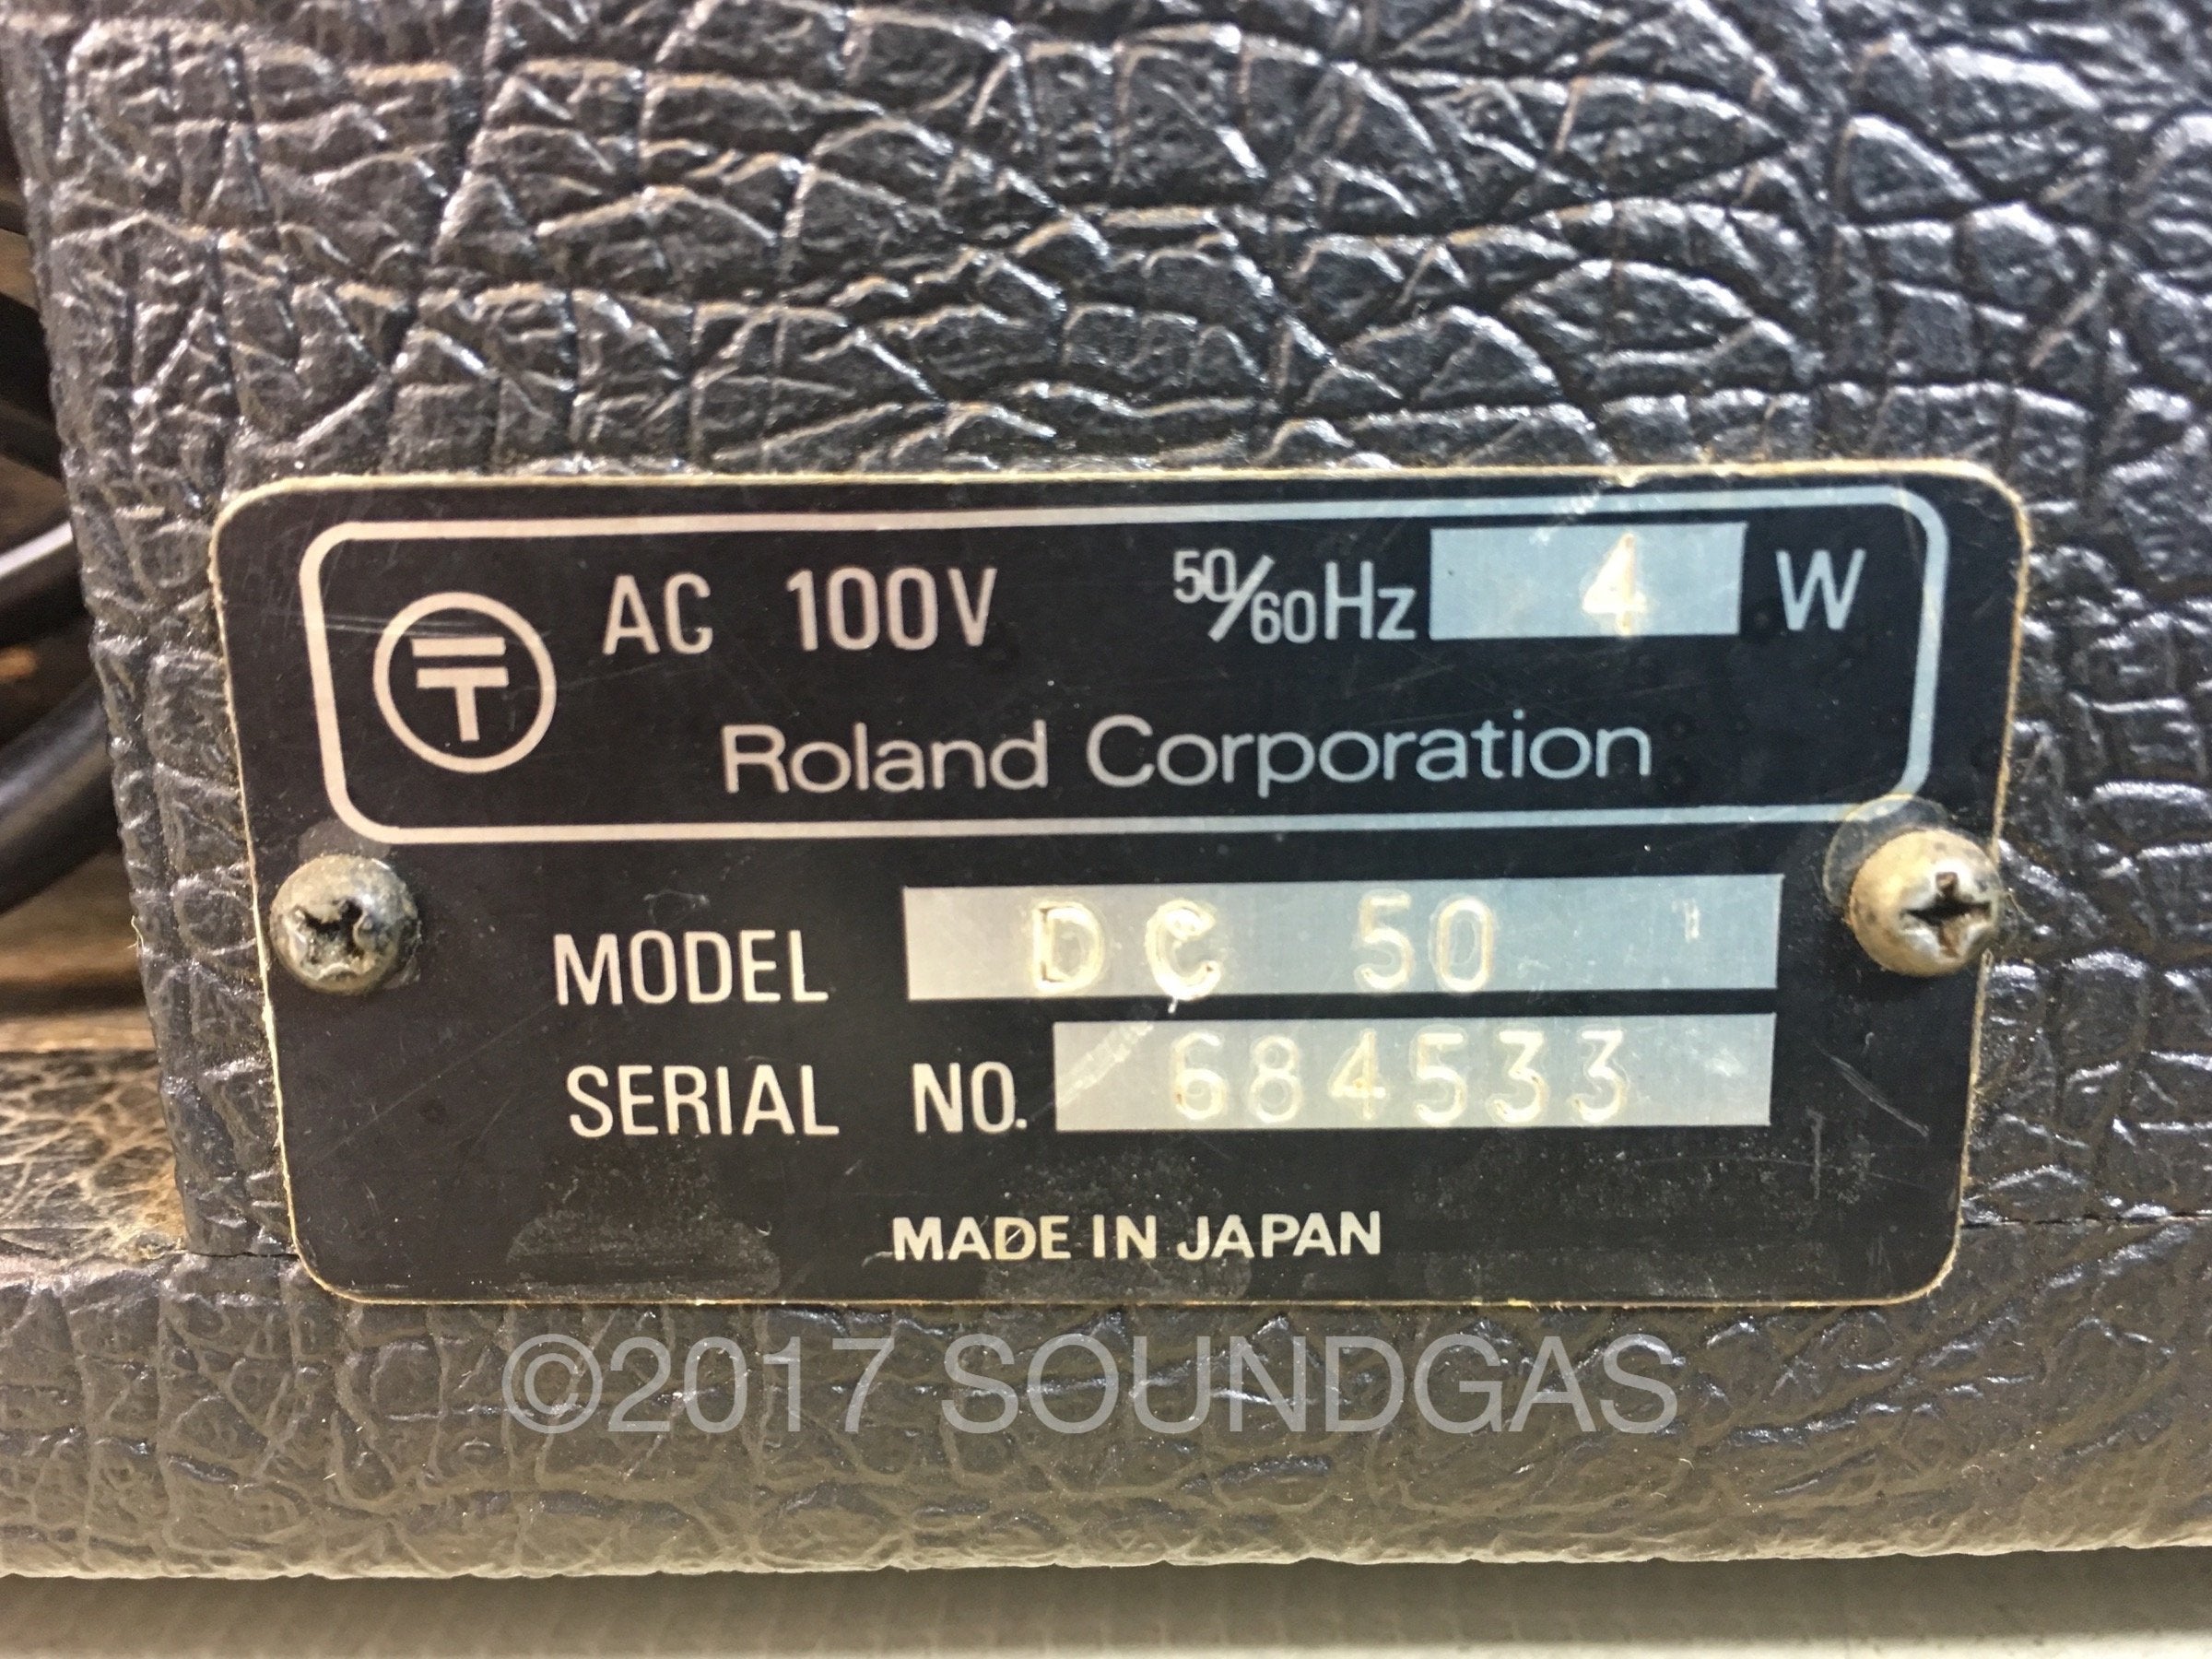 〒 AC 100V 50/60Hz 4 W
Roland Corporation
MODEL DC 50
SERIAL NO. 684533
MADE IN JAPAN
©2017 SOUNDGAS